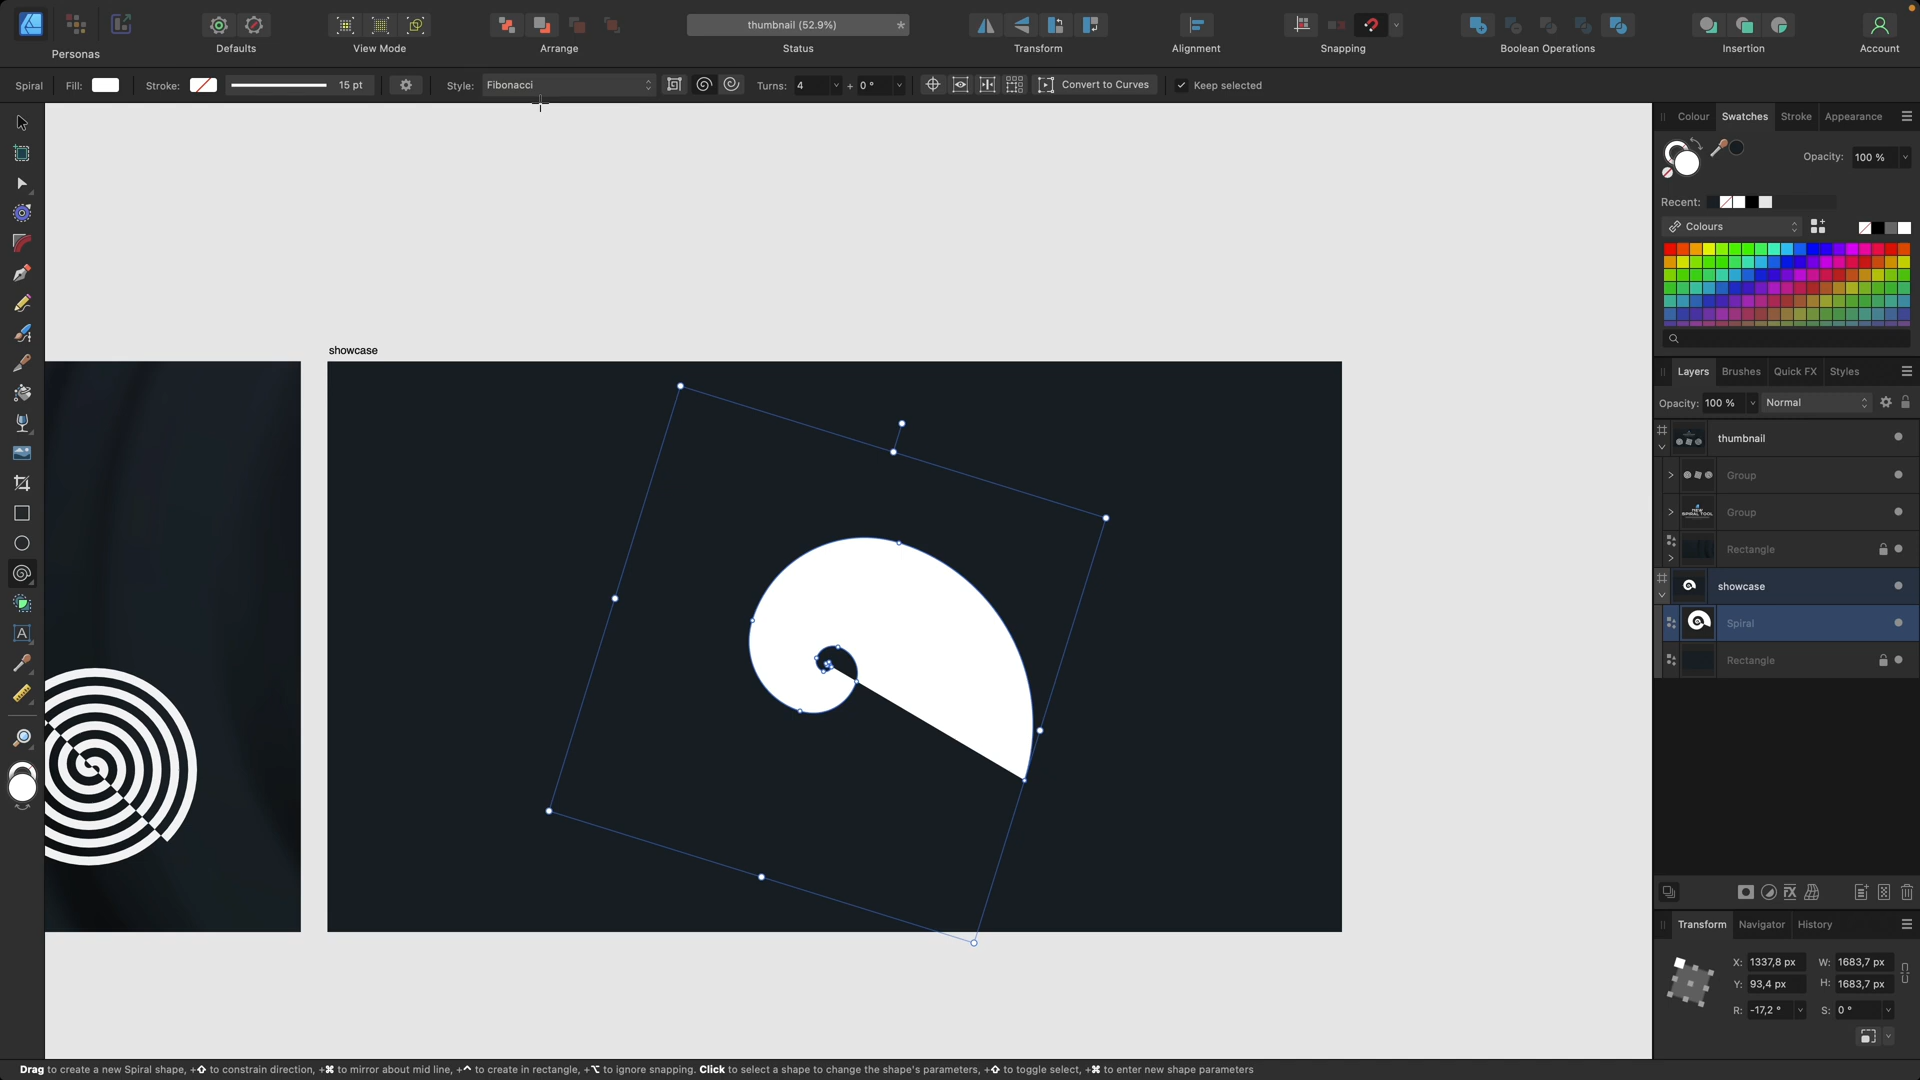 Personas
Defaults
View Mode
Arrange
thumbnail (52.9%)
*
Status
Transform
Alignment
Snapping
Boolean Operations
Insertion
Account
Spiral
Fill:
Stroke:
15 pt
Style:
Fibonacci
Turns:
4
+
0 °
Convert to Curves
Keep selected
Colour
Swatches
Stroke
Appearance
Opacity:
100 %
Recent:
Colours
showcase
Layers
Brushes
Quick FX
Styles
Opacity:
100 %
Normal
thumbnail
Group
Group
Rectangle
showcase
Spiral
Rectangle
Transform
Navigator
History
X: 1337,8 px
W: 1683,7 px
Y: 93,4 px
H: 1683,7 px
R: -17,2 °
S: 0 °
Drag to create a new Spiral shape, +⇧ to constrain direction, +⌘ to mirror about mid line, +⌃ to create in rectangle, +⌥ to ignore snapping. Click to select a shape to change the shape's parameters, +⇧ to toggle select, +⌘ to enter new shape parameters